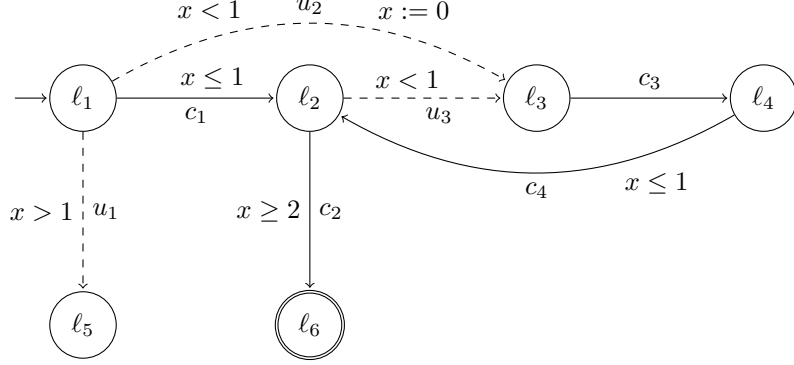 x < 1 u₂ x := 0
x ≤ 1 x < 1 c₃
ℓ₁ ℓ₂ ℓ₃ ℓ₄
c₁ u₃
c₄ x ≤ 1
x > 1 u₁ x ≥ 2 c₂
ℓ₅ ℓ₆